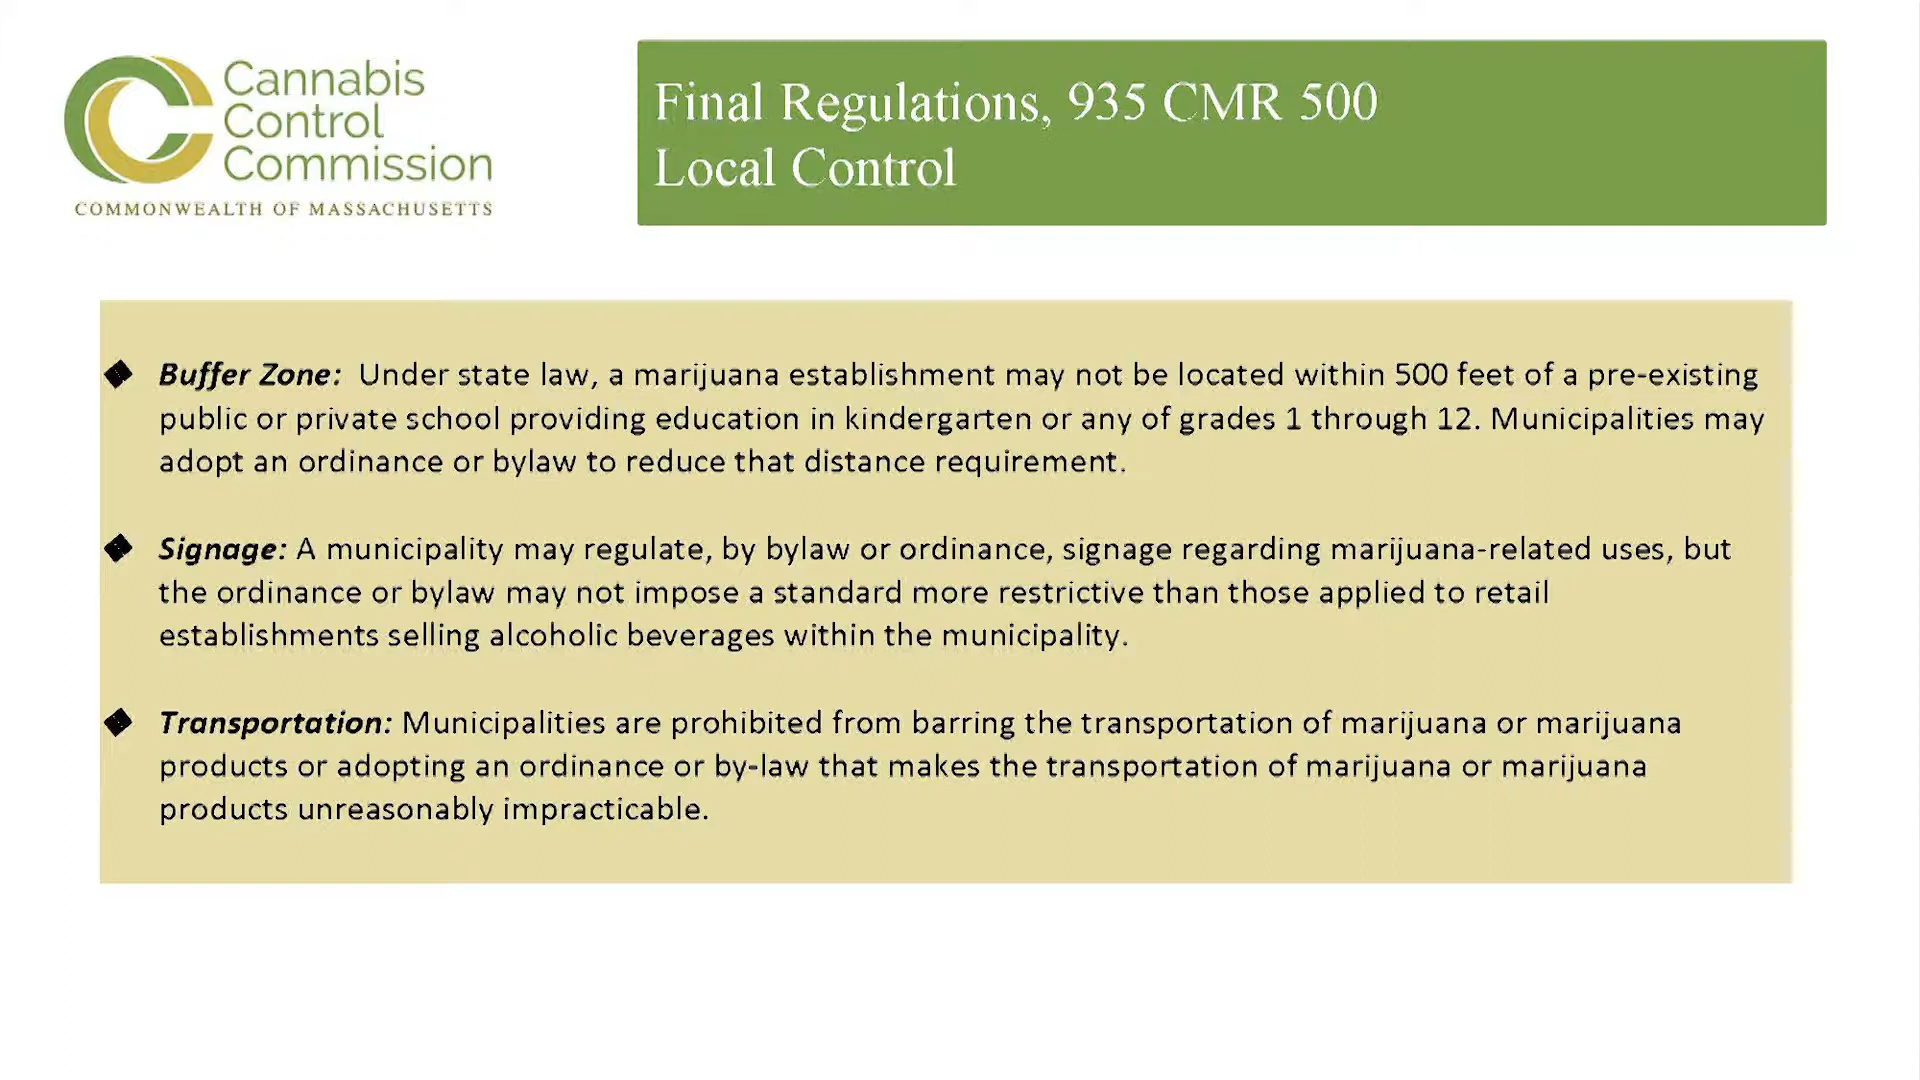 Cannabis
Control
Commission
COMMONWEALTH OF MASSACHUSETTS
Final Regulations, 935 CMR 500
Local Control
Buffer Zone: Under state law, a marijuana establishment may not be located within 500 feet of a pre-existing
public or private school providing education in kindergarten or any of grades 1 through 12. Municipalities may
adopt an ordinance or bylaw to reduce that distance requirement.
Signage: A municipality may regulate, by bylaw or ordinance, signage regarding marijuana-related uses, but
the ordinance or bylaw may not impose a standard more restrictive than those applied to retail
establishments selling alcoholic beverages within the municipality.
Transportation: Municipalities are prohibited from barring the transportation of marijuana or marijuana
products or adopting an ordinance or by-law that makes the transportation of marijuana or marijuana
products unreasonably impracticable.